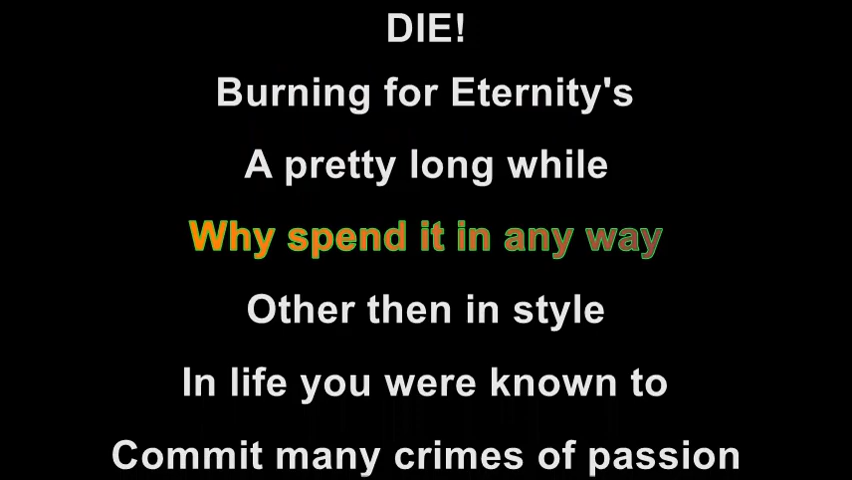 DIE!
Burning for Eternity's
A pretty long while
Why spend it in any way
Other then in style
In life you were known to
Commit many crimes of passion